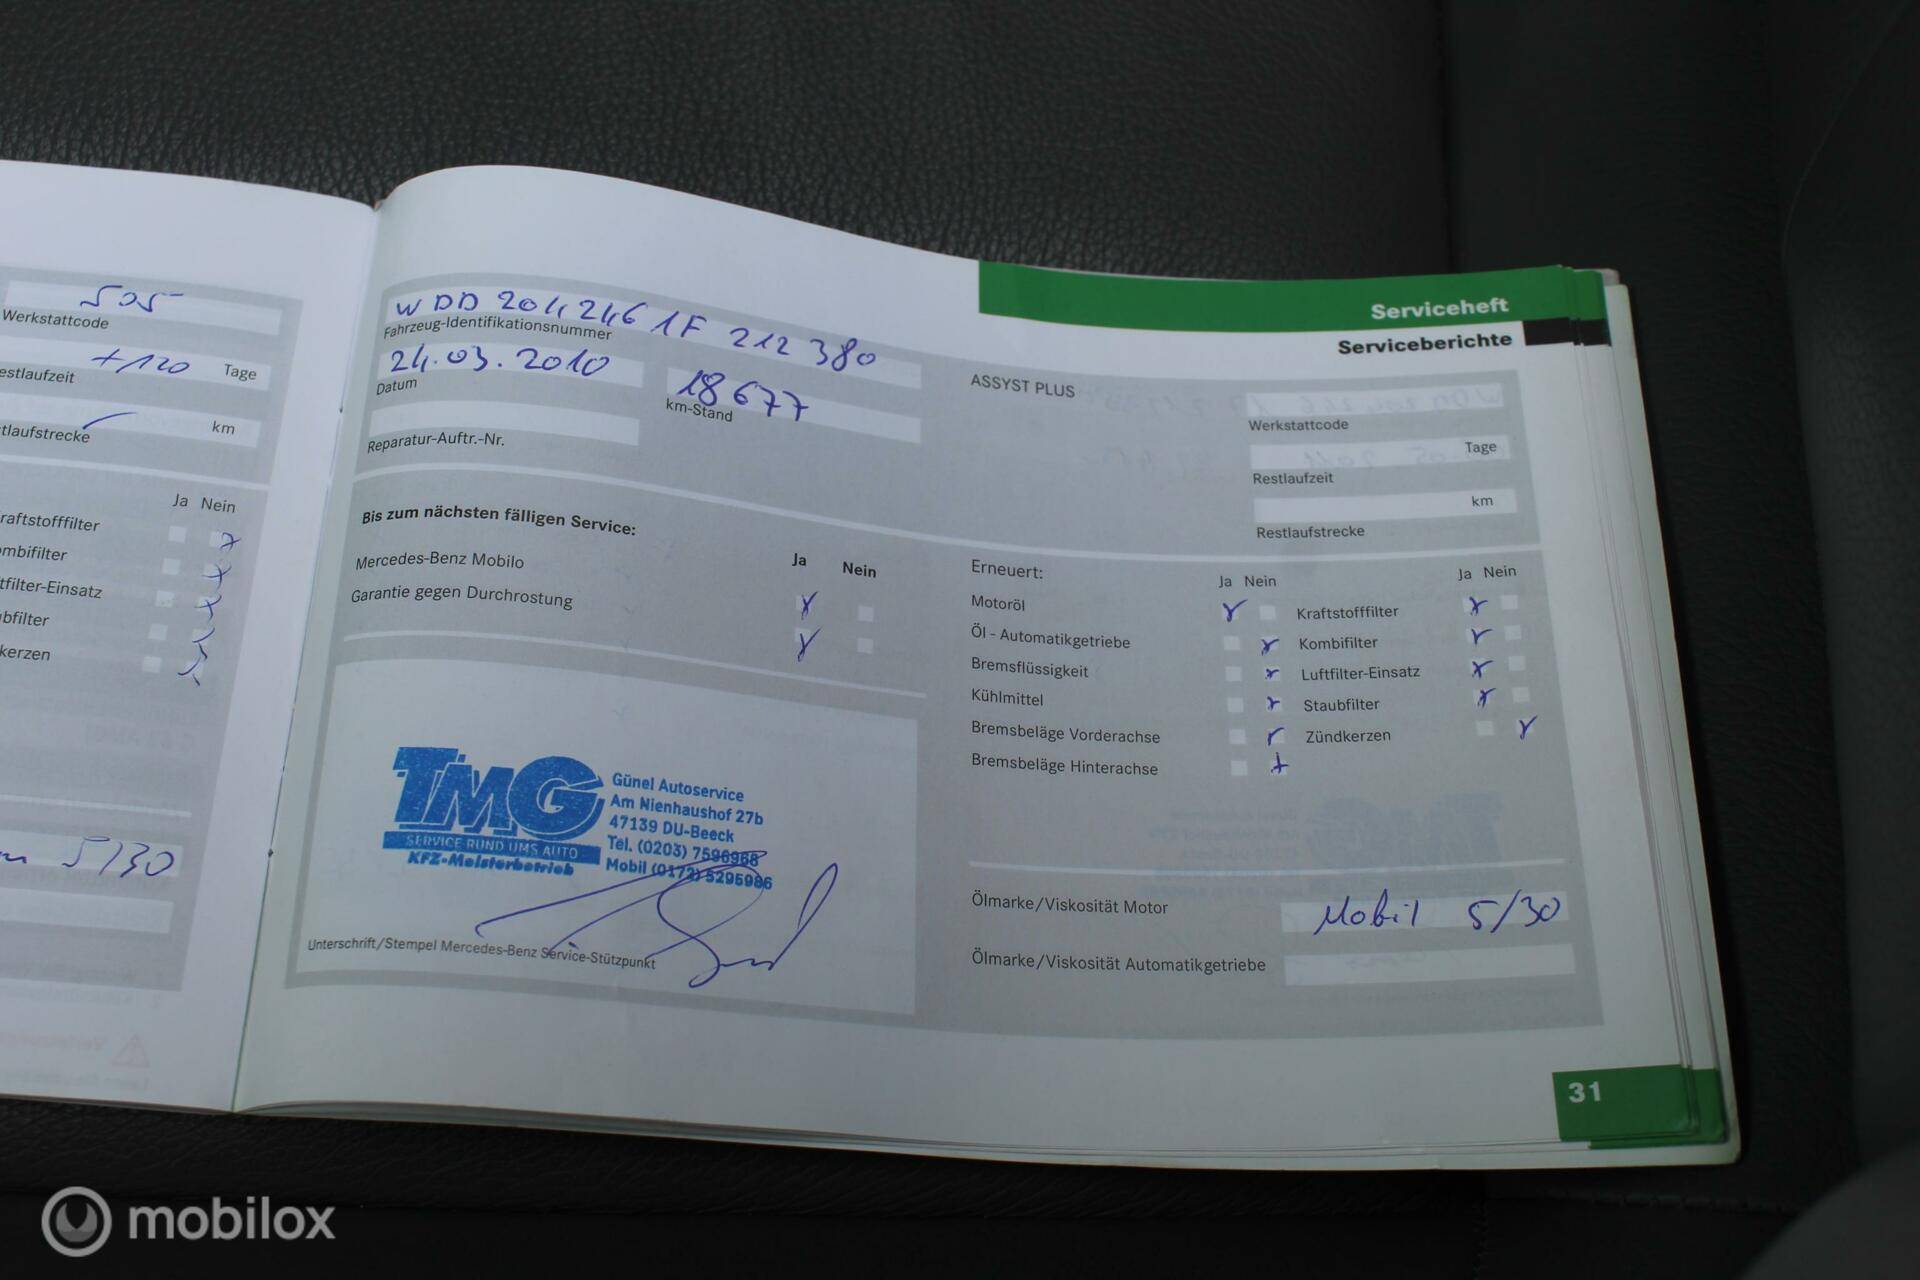 505
Werkstattcode
+120 Tage
estlaufzeit
km
tlaufstrecke
Ja Nein
raftstofffilter
ombifilter
tfilter-Einsatz
ubfilter
kerzen
5/30
Serviceheft
Serviceberichte
WDD 204 246 1F 212 380
Fahrzeug-Identifikationsnummer
24.03.2010
Datum
18677
km-Stand
Reparatur-Auftr.-Nr.
ASSYST PLUS
Werkstattcode
Tage
Restlaufzeit
km
Restlaufstrecke
Bis zum nächsten fälligen Service:
Ja Nein
Mercedes-Benz Mobilo
Garantie gegen Durchrostung
Erneuert:
Ja Nein
Motoröl
Öl - Automatikgetriebe
Bremsflüssigkeit
Kühlmittel
Bremsbeläge Vorderachse
Bremsbeläge Hinterachse
Ja Nein
Kraftstofffilter
Kombifilter
Luftfilter-Einsatz
Staubfilter
Zündkerzen
TMG
SERVICE RUND UMS AUTO
KFZ-Meisterbetrieb
Günel Autoservice
Am Nienhaushof 27b
47139 DU-Beeck
Tel. (0203) 7596968
Mobil (0172) 5295986
Unterschrift/Stempel Mercedes-Benz Service-Stützpunkt
Ölmarke/Viskosität Motor
Mobil 5/30
Ölmarke/Viskosität Automatikgetriebe
31
mobilox